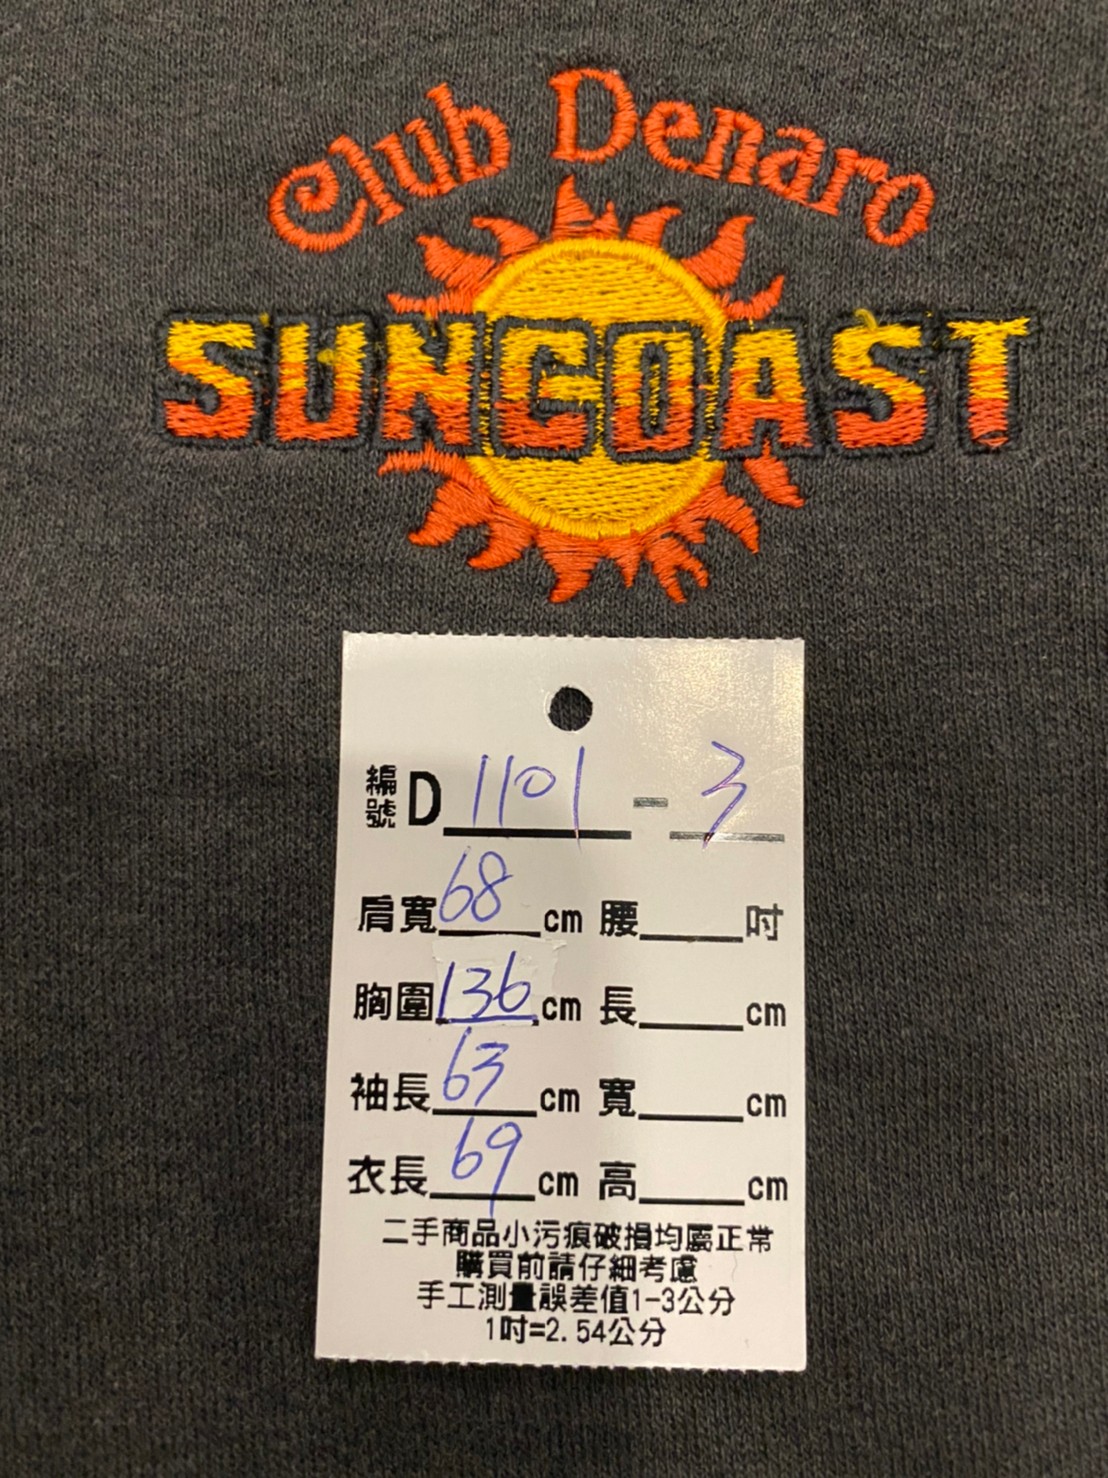 Club Denaro
SUNCOAST
編號 D 1101 - 3
肩寬 68 cm 腰 吋
胸圍 136 cm 長 cm
袖長 63 cm 寬 cm
衣長 69 cm 高 cm
二手商品小污痕破損均屬正常
購買前請仔細考慮
手工測量誤差值1-3公分
1吋=2.54公分